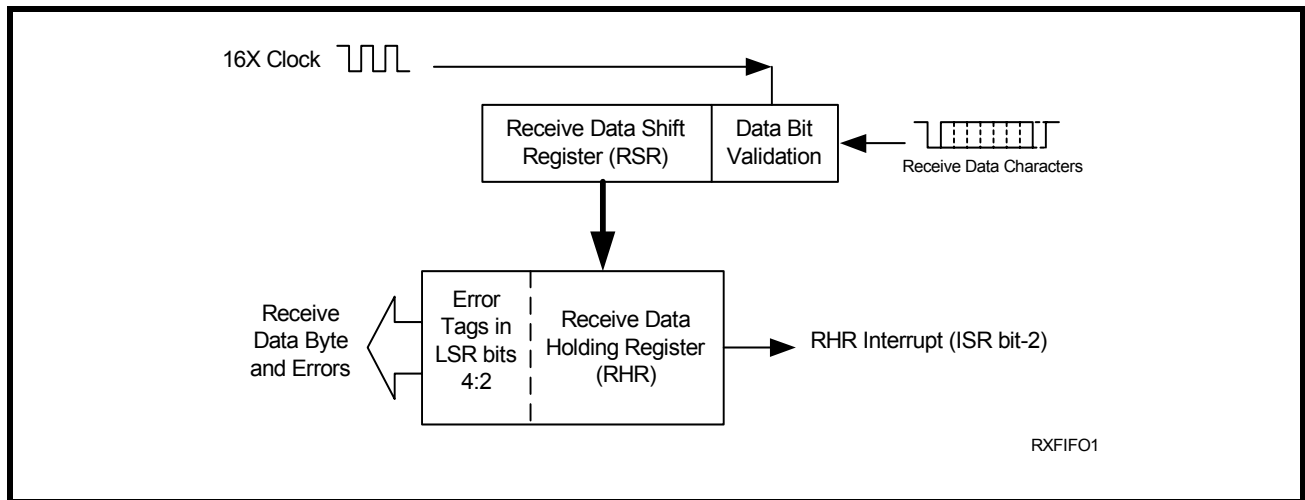 16X Clock
Receive Data Shift
Register (RSR)
Data Bit
Validation
Receive Data Characters
Receive
Data Byte
and Errors
Error
Tags in
LSR bits
4:2
Receive Data
Holding Register
(RHR)
RHR Interrupt (ISR bit-2)
RXFIFO1